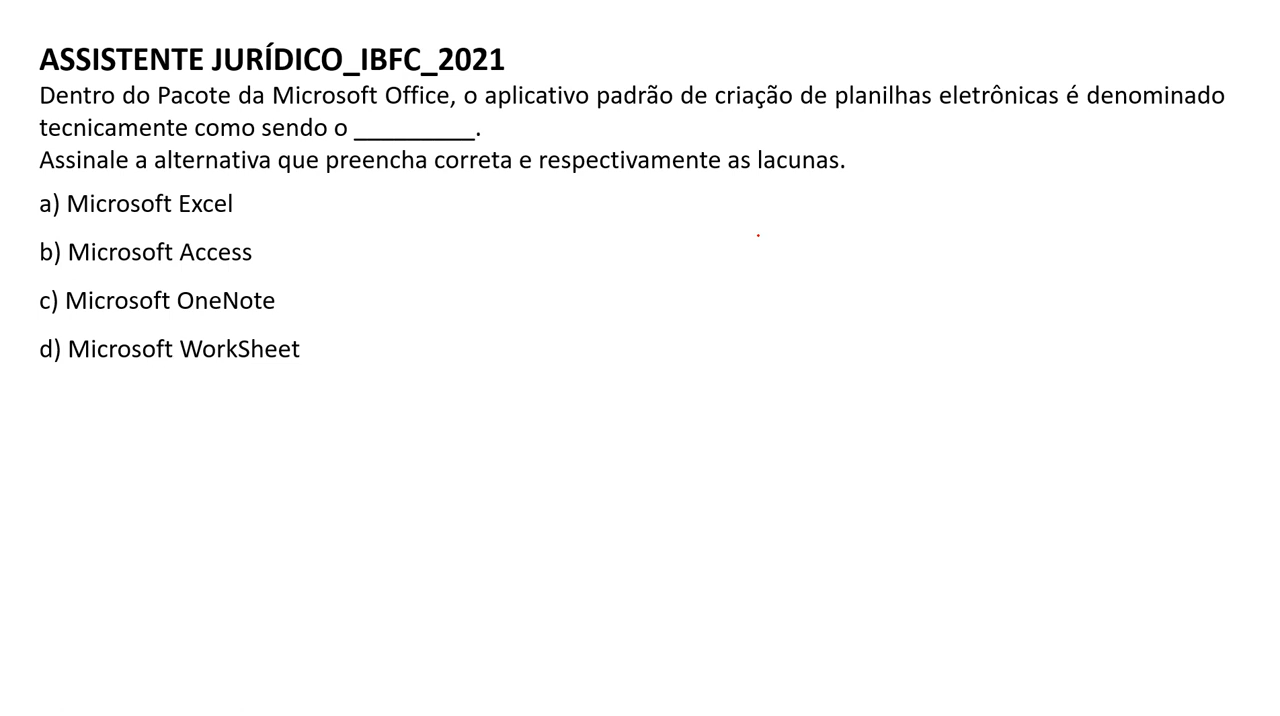 ASSISTENTE JURÍDICO_IBFC_2021
Dentro do Pacote da Microsoft Office, o aplicativo padrão de criação de planilhas eletrônicas é denominado
tecnicamente como sendo o _________.
Assinale a alternativa que preencha correta e respectivamente as lacunas.
a) Microsoft Excel
b) Microsoft Access
c) Microsoft OneNote
d) Microsoft WorkSheet